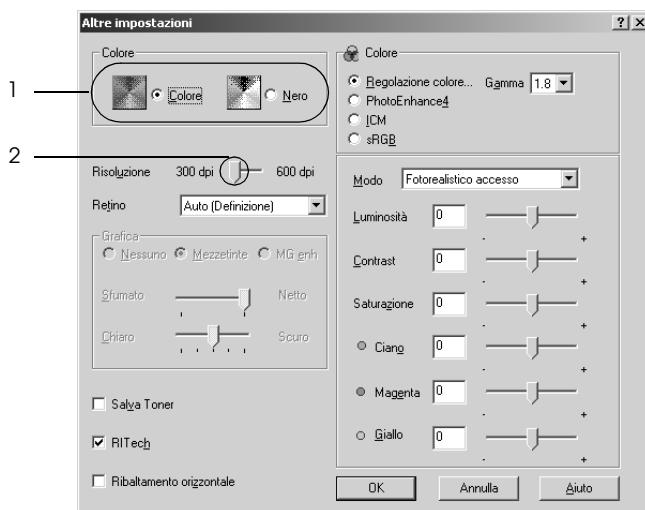 Altre impostazioni
1
Colore
Colore
Nero
2
Risoluzione 300 dpi 600 dpi
Retino Auto (Definizione)
Grafica
Nessuno Mezzetinte MG enh
Sfumato Netto
Chiaro Scuro
Salva Toner
RITech
Ribaltamento orizzontale
Colore
Regolazione colore... Gamma 1.8
PhotoEnhance4
ICM
sRGB
Modo Fotorealistico accesso
Luminosità 0
- +
Contrast 0
- +
Saturazione 0
- +
Ciano 0
- +
Magenta 0
- +
Giallo 0
- +
OK Annulla Aiuto